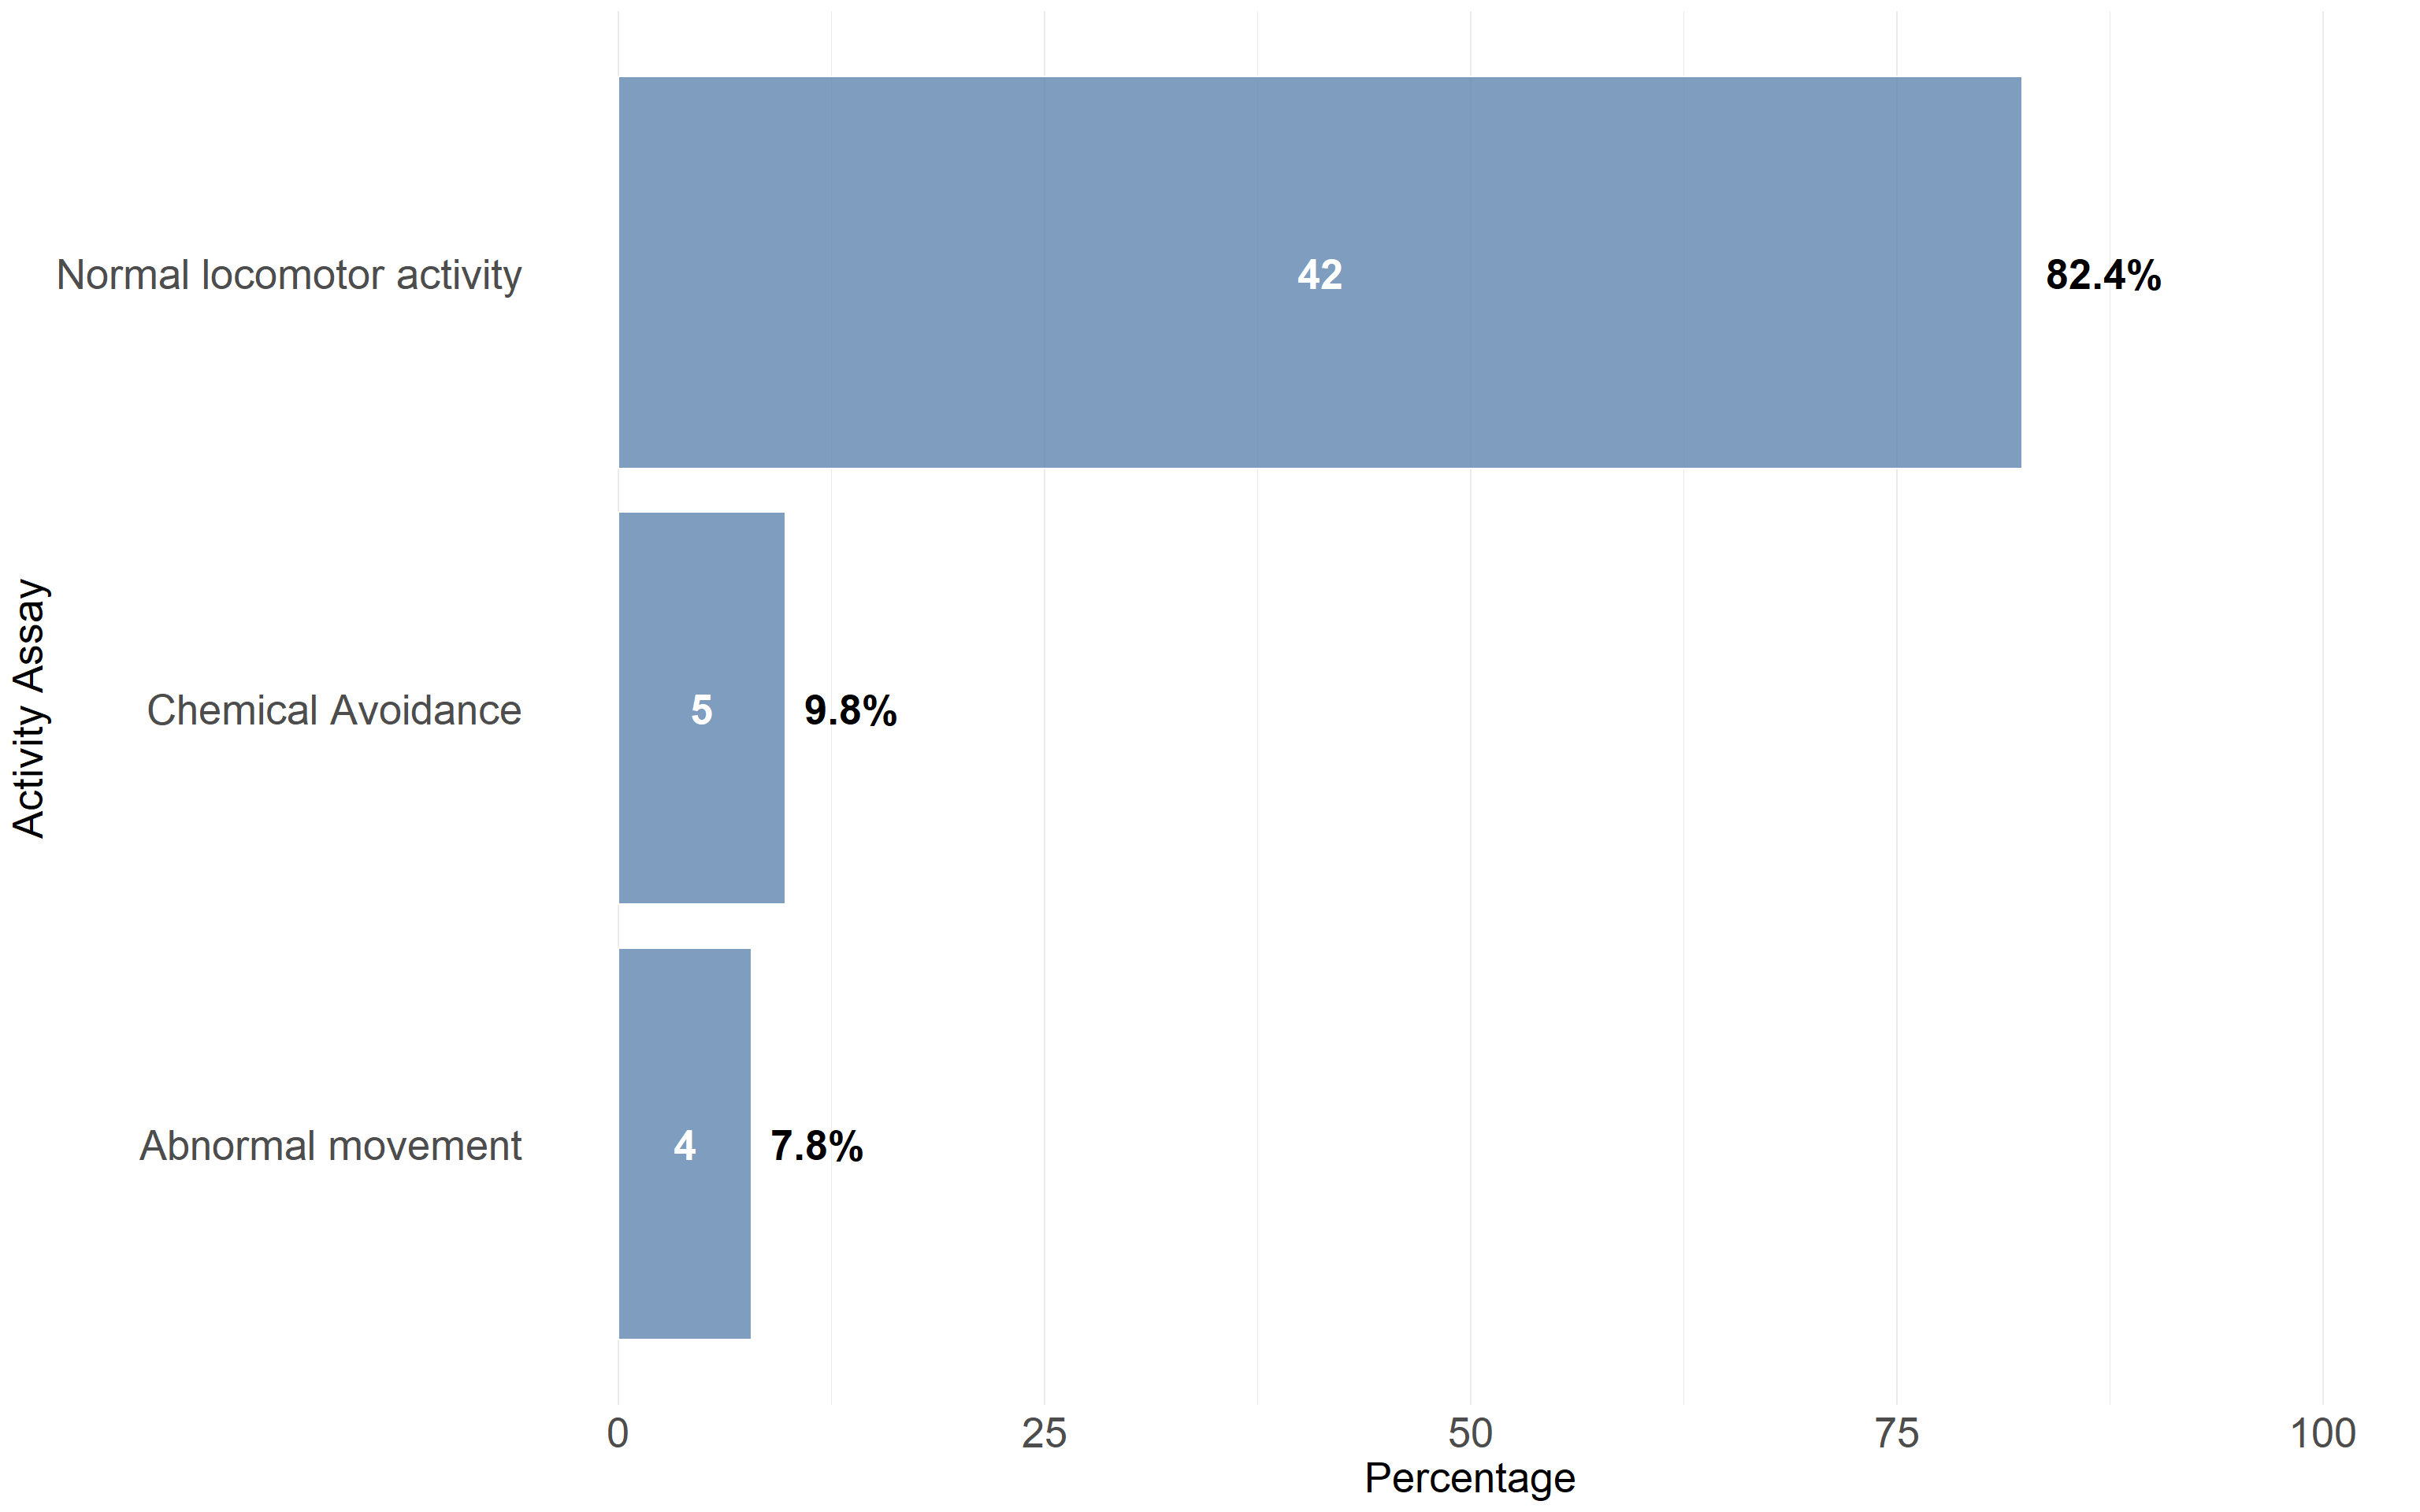 Activity Assay
Normal locomotor activity
42
82.4%
Chemical Avoidance
5
9.8%
Abnormal movement
4
7.8%
0 25 50 75 100
Percentage